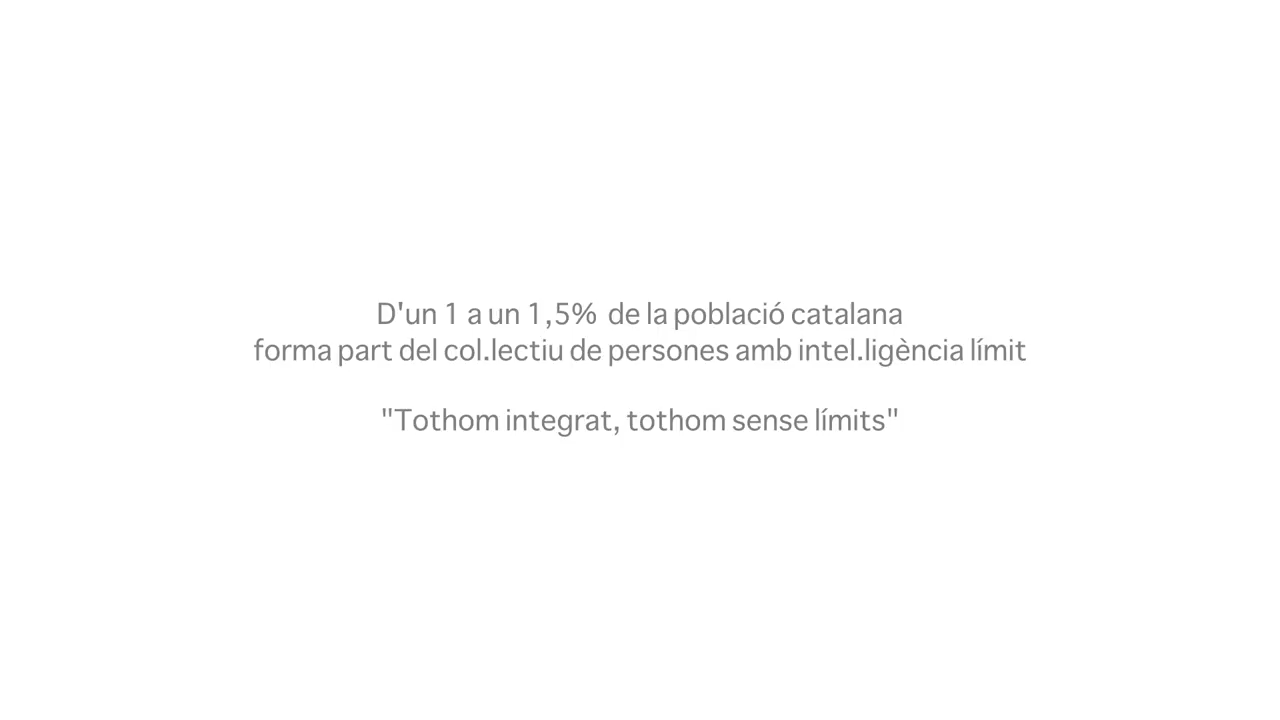 D'un 1 a un 1,5% de la població catalana
forma part del col.lectiu de persones amb intel.ligència límit
"Tothom integrat, tothom sense límits"